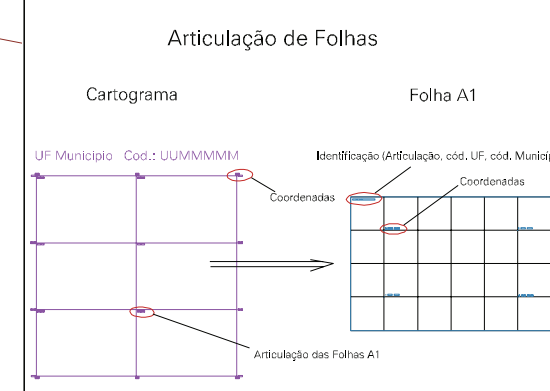 Articulação de Folhas
Cartograma
Folha A1
UF Municipio Cod.: UUMMMMM
Identificação (Articulação, cód. UF, cód. Municíp
Coordenadas
Coordenadas
Articulação das Folhas A1